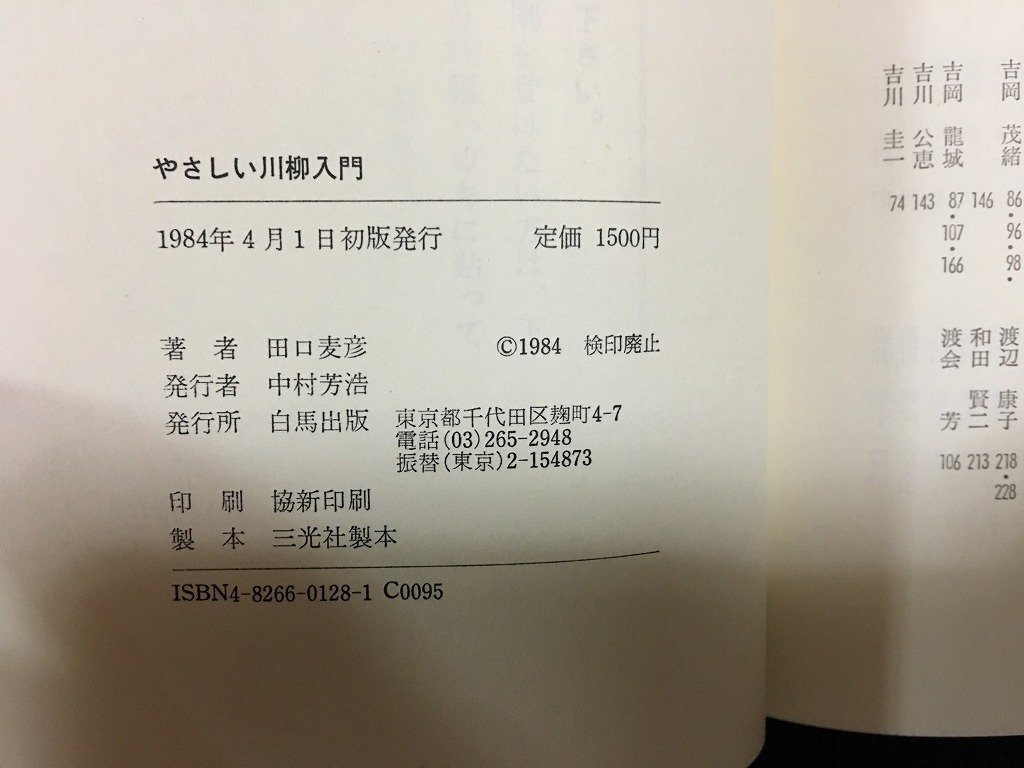 やさしい川柳入門
1984年4月1日初版発行 定価 1500円
著者 田口麦彦 ©1984 検印廃止
発行者 中村芳浩
発行所 白馬出版 東京都千代田区麹町4-7
電話(03)265-2948
振替(東京)2-154873
印刷 協新印刷
製本 三光社製本
ISBN4-8266-0128-1 C0095
吉岡 茂緒 86・96・98・
146
吉岡 龍城 87・107・166
吉川 公恵 143
吉川 圭一 74
渡辺 康子 218・228
和田 賢二 213
渡会 芳 106